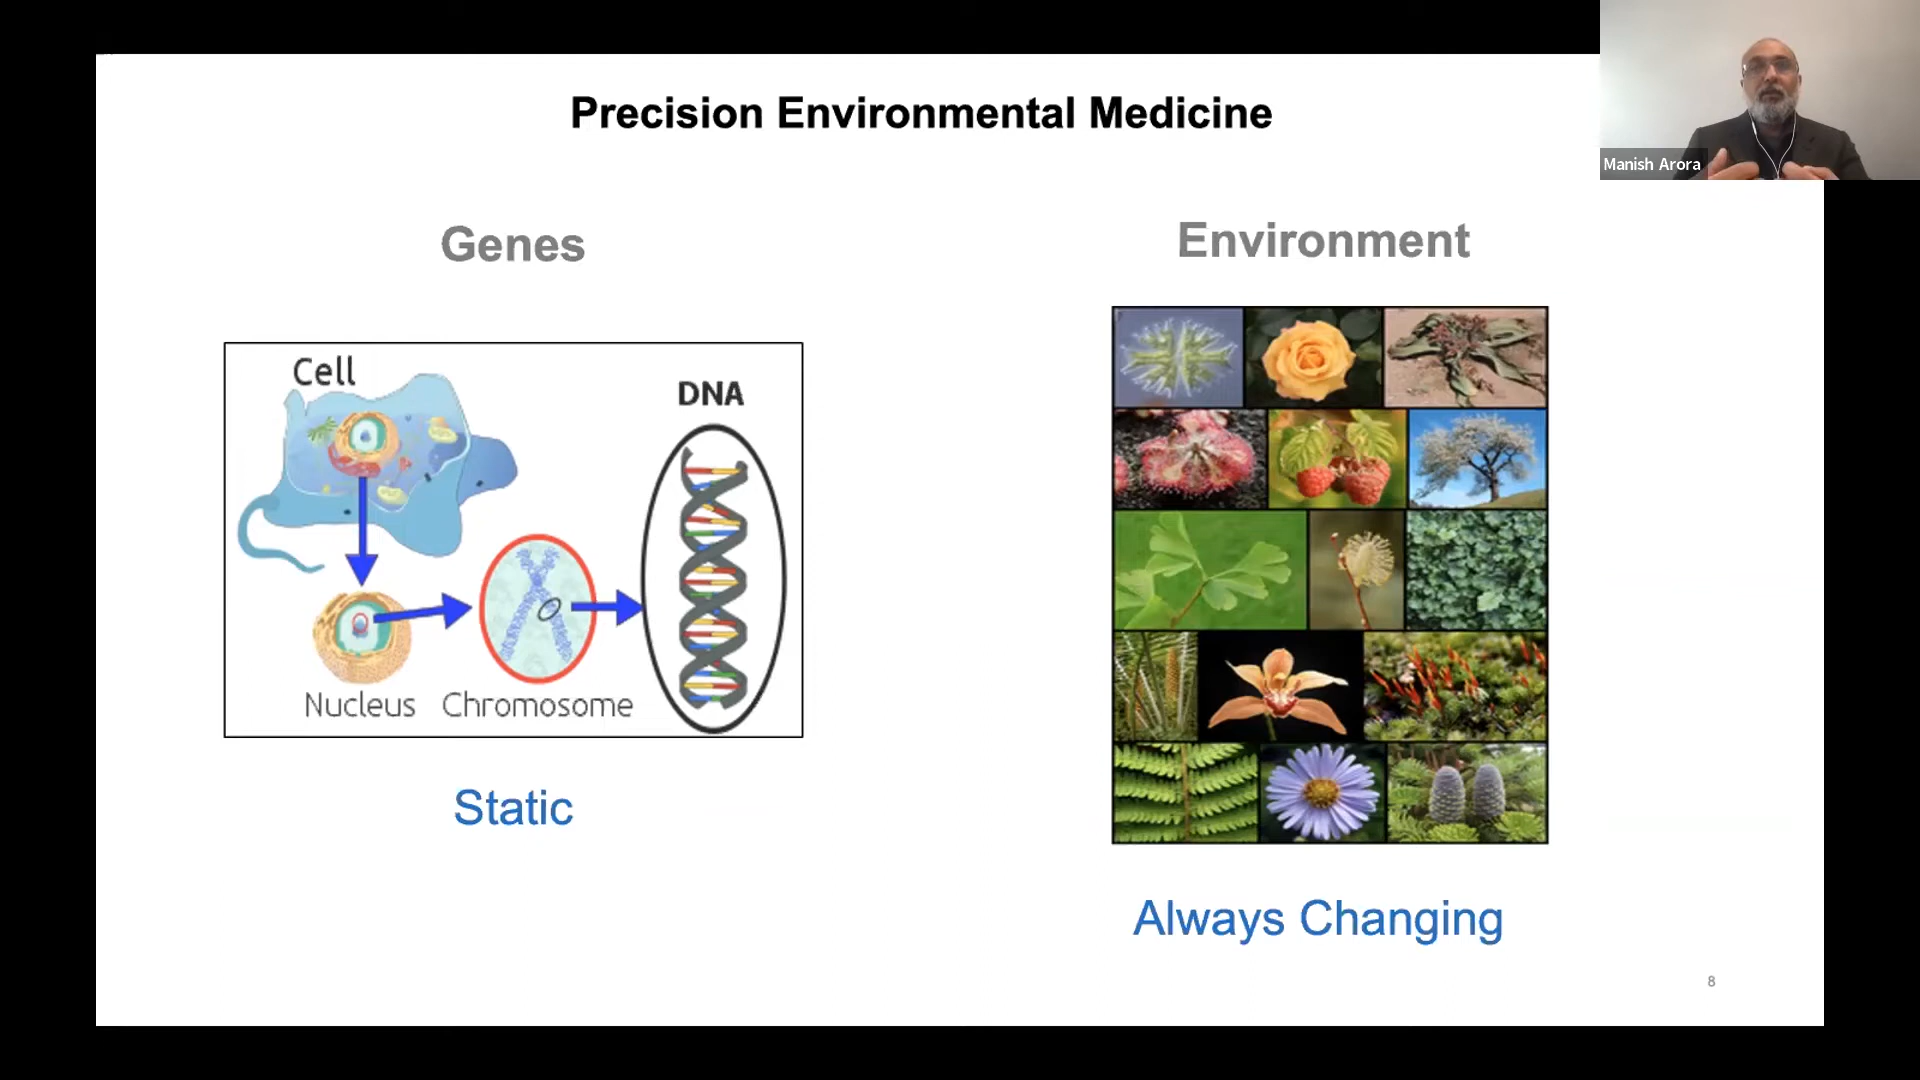 Precision Environmental Medicine
Manish Arora
Genes
Environment
Cell
DNA
Nucleus
Chromosome
Static
Always Changing
8